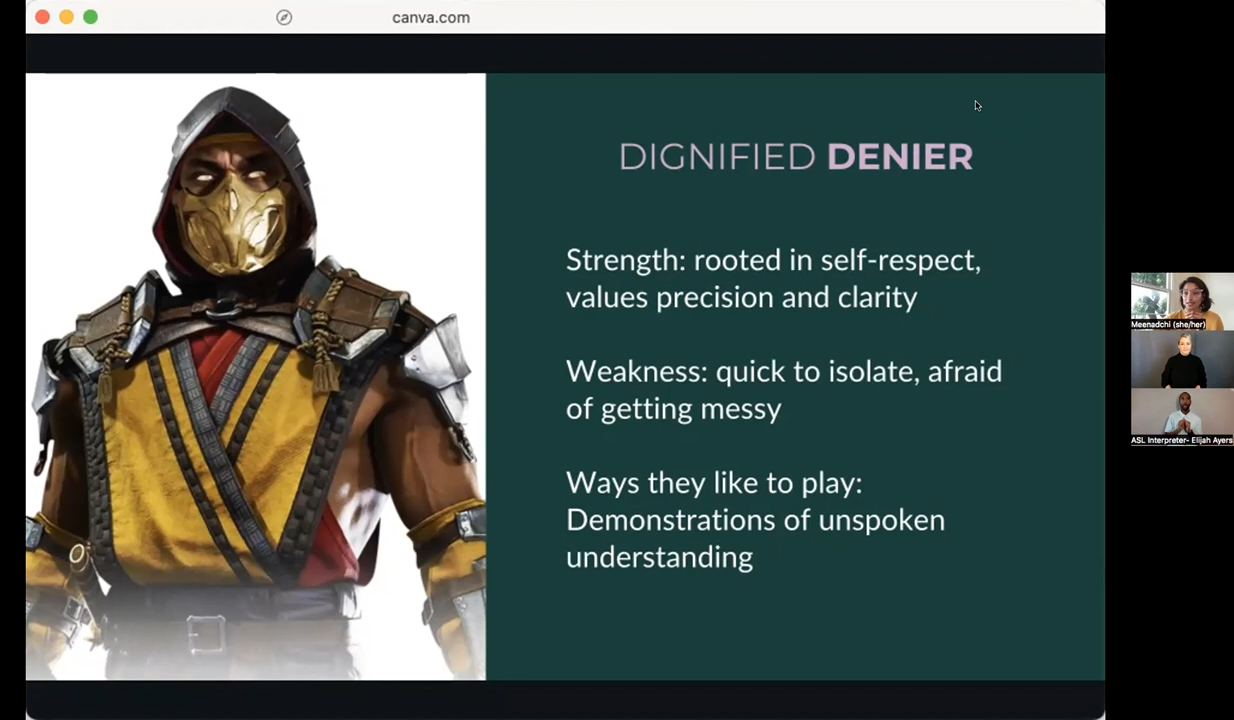 canva.com
DIGNIFIED DENIER
Strength: rooted in self-respect,
values precision and clarity
Weakness: quick to isolate, afraid
of getting messy
Ways they like to play:
Demonstrations of unspoken
understanding
Meenadchi (she/her)
ASL Interpreter- Elijah Ayers